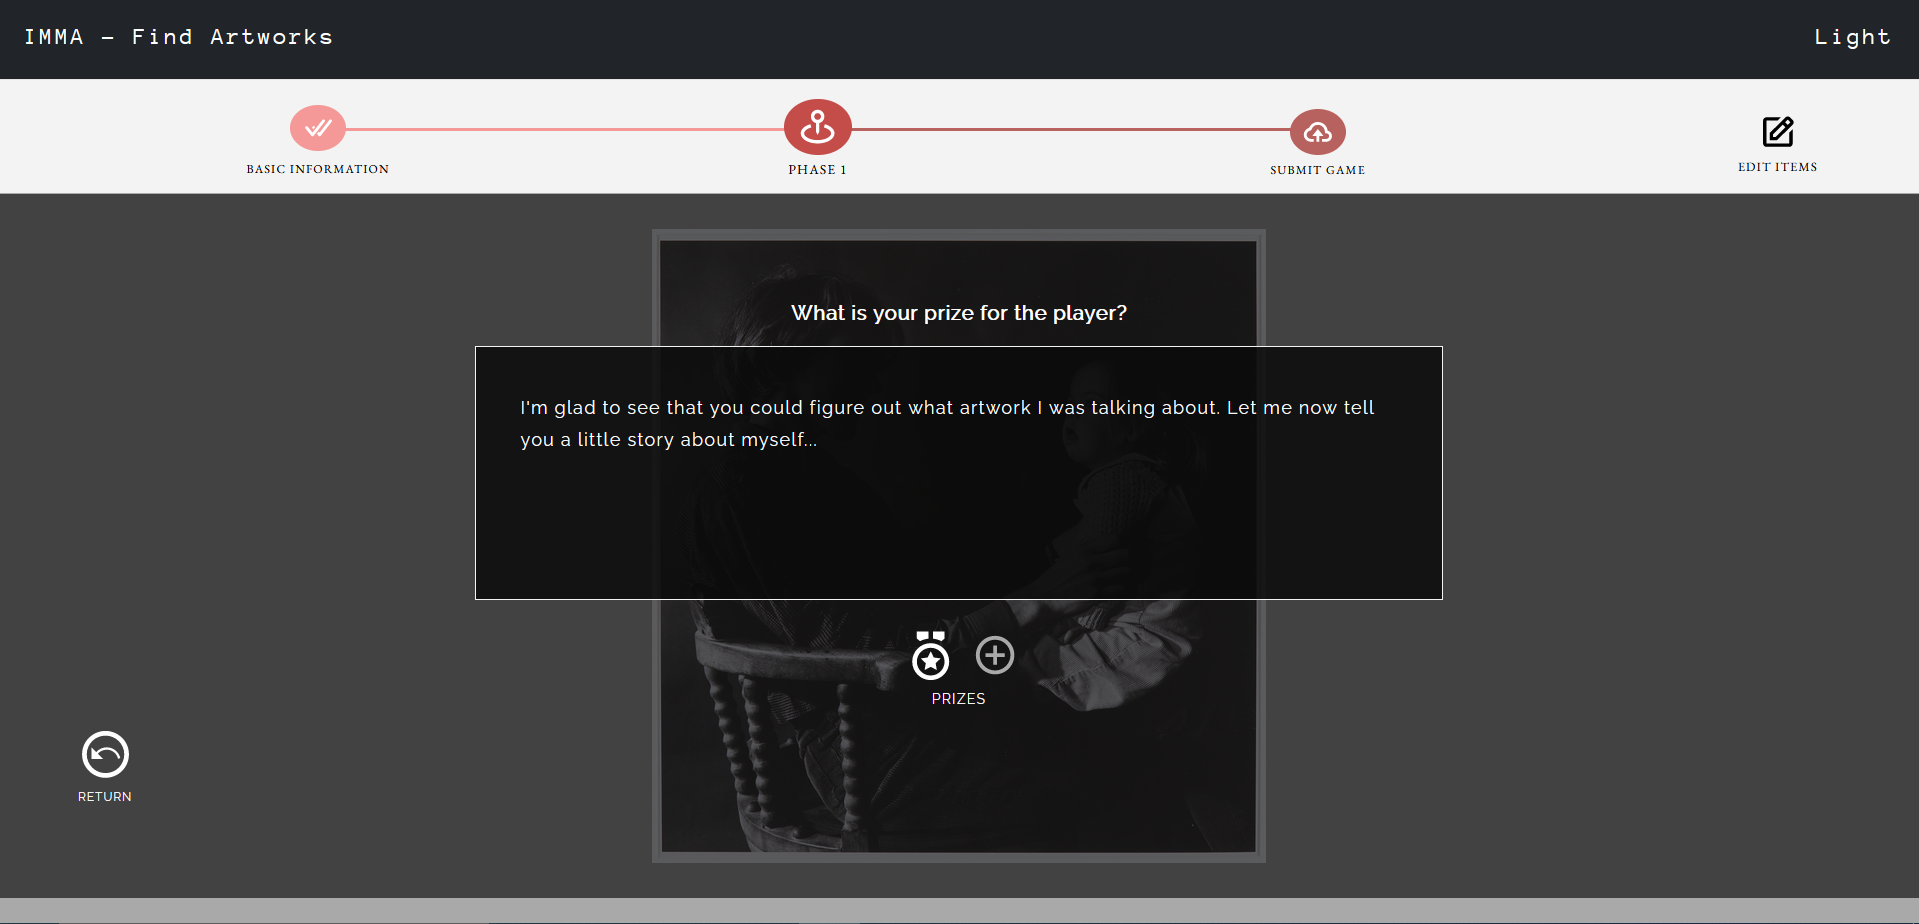 IMMA - Find Artworks
Light
BASIC INFORMATION
PHASE 1
SUBMIT GAME
EDIT ITEMS
What is your prize for the player?
I'm glad to see that you could figure out what artwork I was talking about. Let me now tell
you a little story about myself...
PRIZES
RETURN